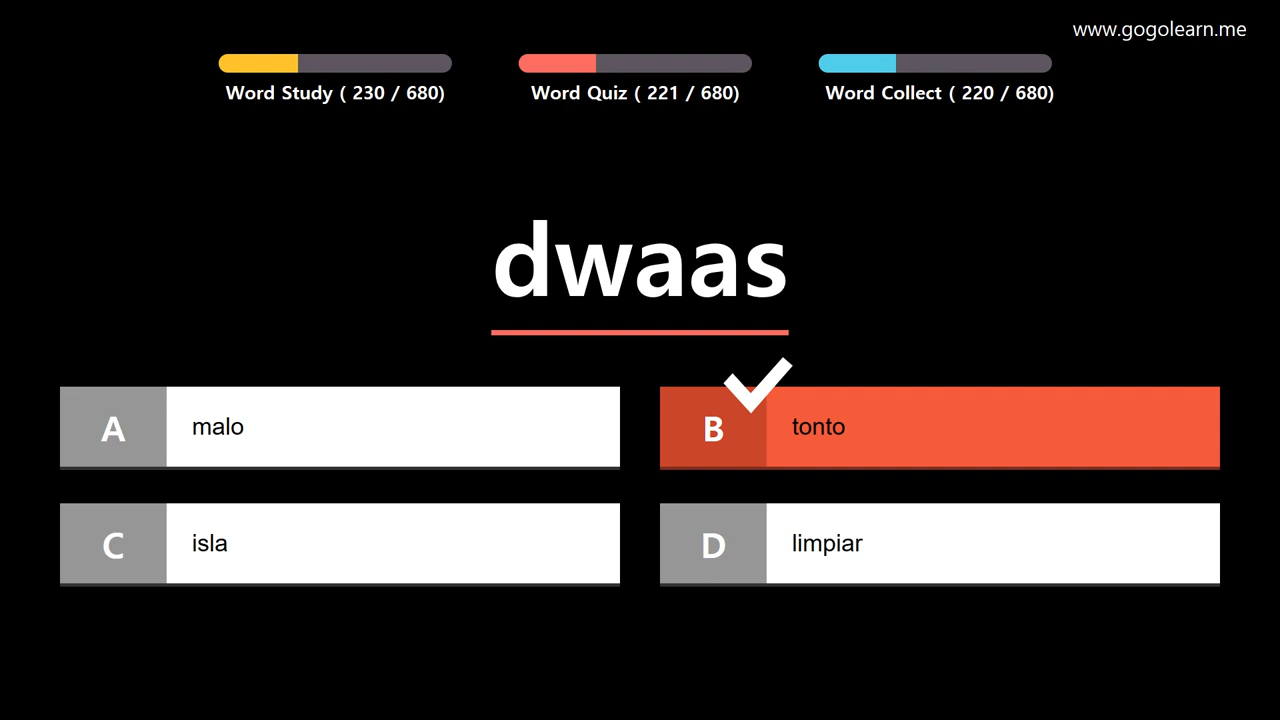 www.gogolearn.me
Word Study ( 230 / 680)
Word Quiz ( 221 / 680)
Word Collect ( 220 / 680)
dwaas
A malo
B tonto
C isla
D limpiar